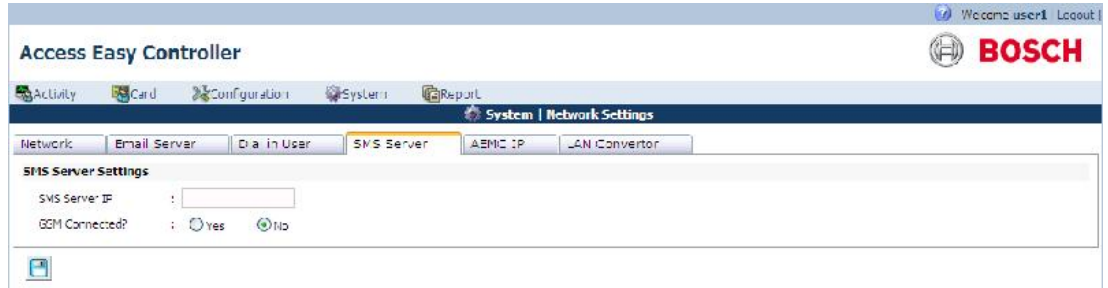 Welcome user1 | Logout |
Access Easy Controller
BOSCH
Activity Card Configuration System Report
System | Network Settings
Network Email Server Dial in User SMS Server AEMC IP LAN Convertor
SMS Server Settings
SMS Server IP :
GSM Connected? : Yes No